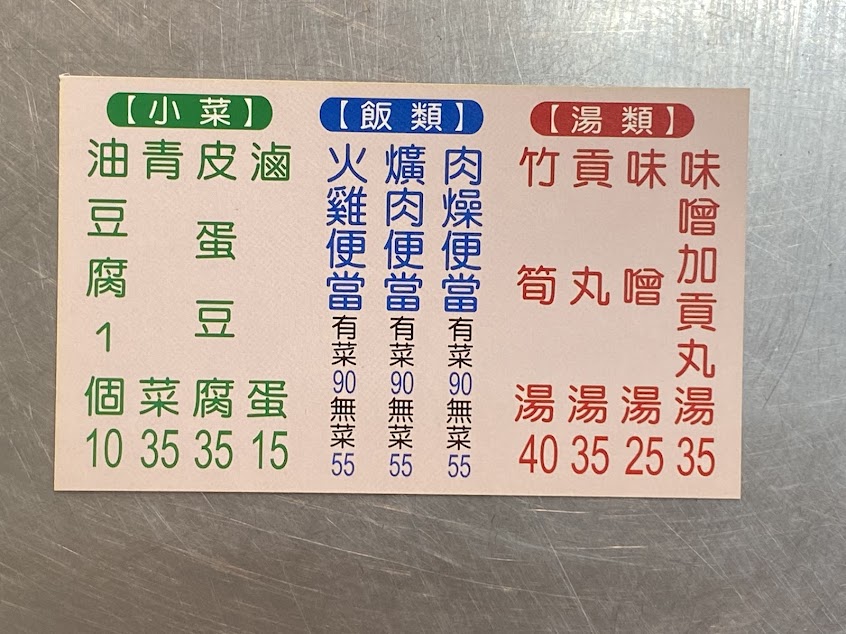 【湯類】
味噌加貢丸湯35
味噌湯25
貢丸湯35
竹筍湯40
【飯類】
肉燥便當有菜90無菜55
爌肉便當有菜90無菜55
火雞便當有菜90無菜55
【小菜】
滷蛋15
皮蛋豆腐35
青菜35
油豆腐1個10